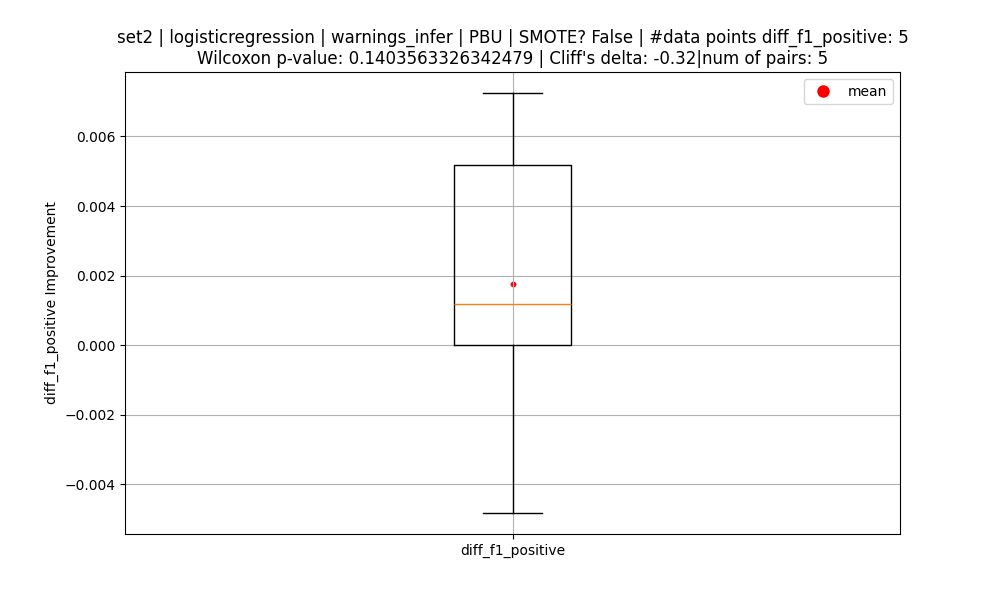 set2 | logisticregression | warnings_infer | PBU | SMOTE? False | #data points diff_f1_positive: 5
Wilcoxon p-value: 0.1403563326342479 | Cliff's delta: -0.32|num of pairs: 5
mean
0.006
0.004
0.002
0.000
−0.002
−0.004
diff_f1_positive Improvement
diff_f1_positive